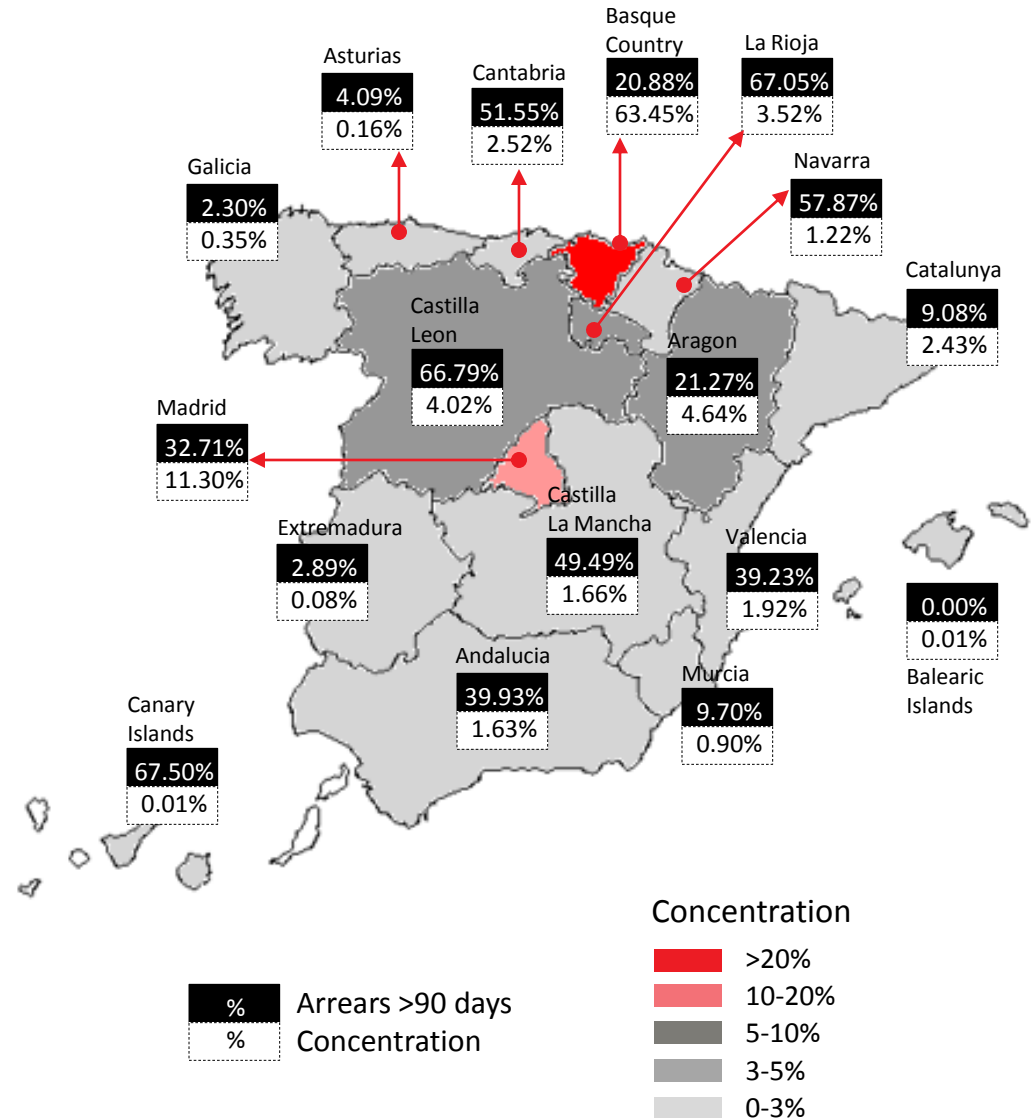 Basque
Country
20.88%
63.45%
La Rioja
67.05%
3.52%
Asturias
4.09%
0.16%
Cantabria
51.55%
2.52%
Navarra
57.87%
1.22%
Galicia
2.30%
0.35%
Catalunya
9.08%
2.43%
Castilla
Leon
66.79%
4.02%
Aragon
21.27%
4.64%
Madrid
32.71%
11.30%
Castilla
La Mancha
49.49%
1.66%
Extremadura
2.89%
0.08%
Valencia
39.23%
1.92%
0.00%
0.01%
Balearic
Islands
Andalucia
39.93%
1.63%
Murcia
9.70%
0.90%
Canary
Islands
67.50%
0.01%
Concentration
>20%
10-20%
5-10%
3-5%
0-3%
% Arrears >90 days
% Concentration